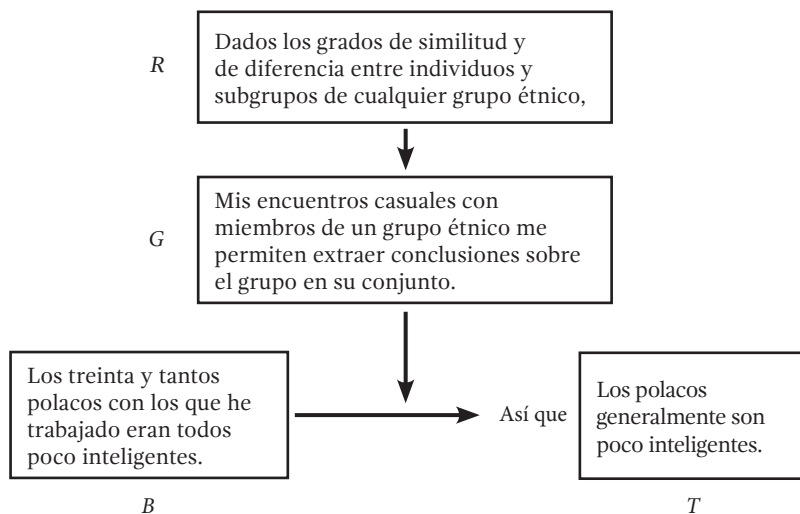 R
Dados los grados de similitud y
de diferencia entre individuos y
subgrupos de cualquier grupo étnico,
G
Mis encuentros casuales con
miembros de un grupo étnico me
permiten extraer conclusiones sobre
el grupo en su conjunto.
Los treinta y tantos
polacos con los que he
trabajado eran todos
poco inteligentes.
Así que
Los polacos
generalmente son
poco inteligentes.
B
T